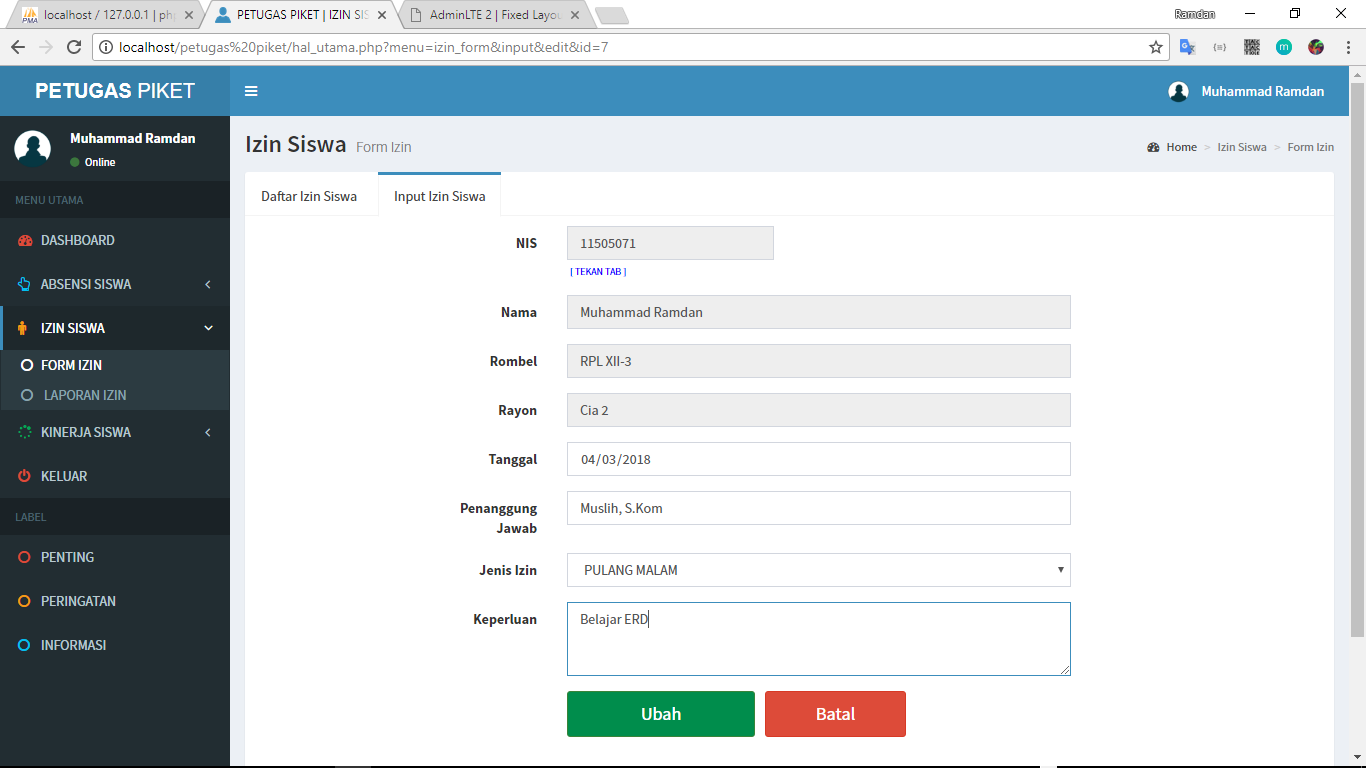 localhost / 127.0.0.1 | ph
PETUGAS PIKET | IZIN SIS
AdminLTE 2 | Fixed Layou
Ramdan
localhost/petugas%20piket/hal_utama.php?menu=izin_form&input&edit&id=7
PETUGAS PIKET
Muhammad Ramdan
Muhammad Ramdan
Online
MENU UTAMA
DASHBOARD
ABSENSI SISWA
IZIN SISWA
FORM IZIN
LAPORAN IZIN
KINERJA SISWA
KELUAR
LABEL
PENTING
PERINGATAN
INFORMASI
Izin Siswa Form Izin
Home > Izin Siswa > Form Izin
Daftar Izin Siswa
Input Izin Siswa
NIS 11505071
[ TEKAN TAB ]
Nama Muhammad Ramdan
Rombel RPL XII-3
Rayon Cia 2
Tanggal 04/03/2018
Penanggung Jawab Muslih, S.Kom
Jenis Izin PULANG MALAM
Keperluan Belajar ERD
Ubah
Batal